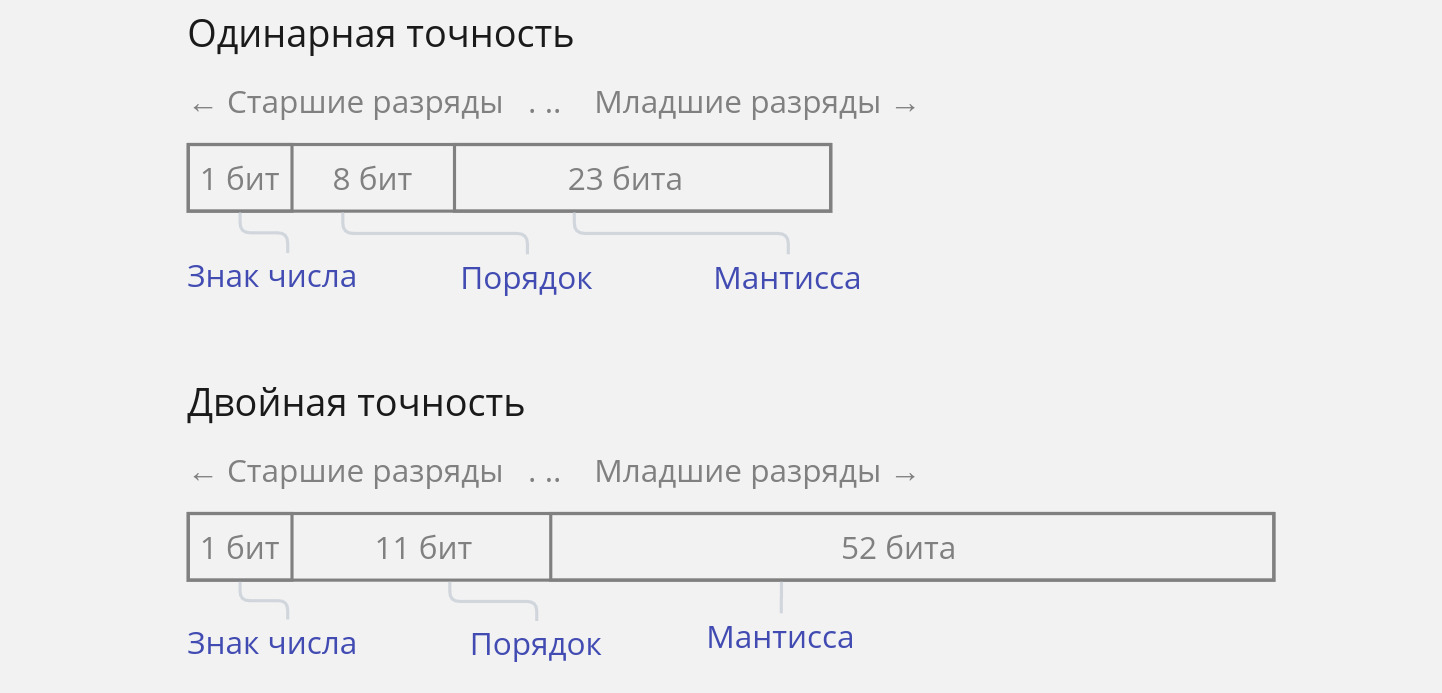 Одинарная точность
← Старшие разряды . .. Младшие разряды →
1 бит 8 бит 23 бита
Знак числа Порядок Мантисса
Двойная точность
← Старшие разряды . .. Младшие разряды →
1 бит 11 бит 52 бита
Знак числа Порядок Мантисса